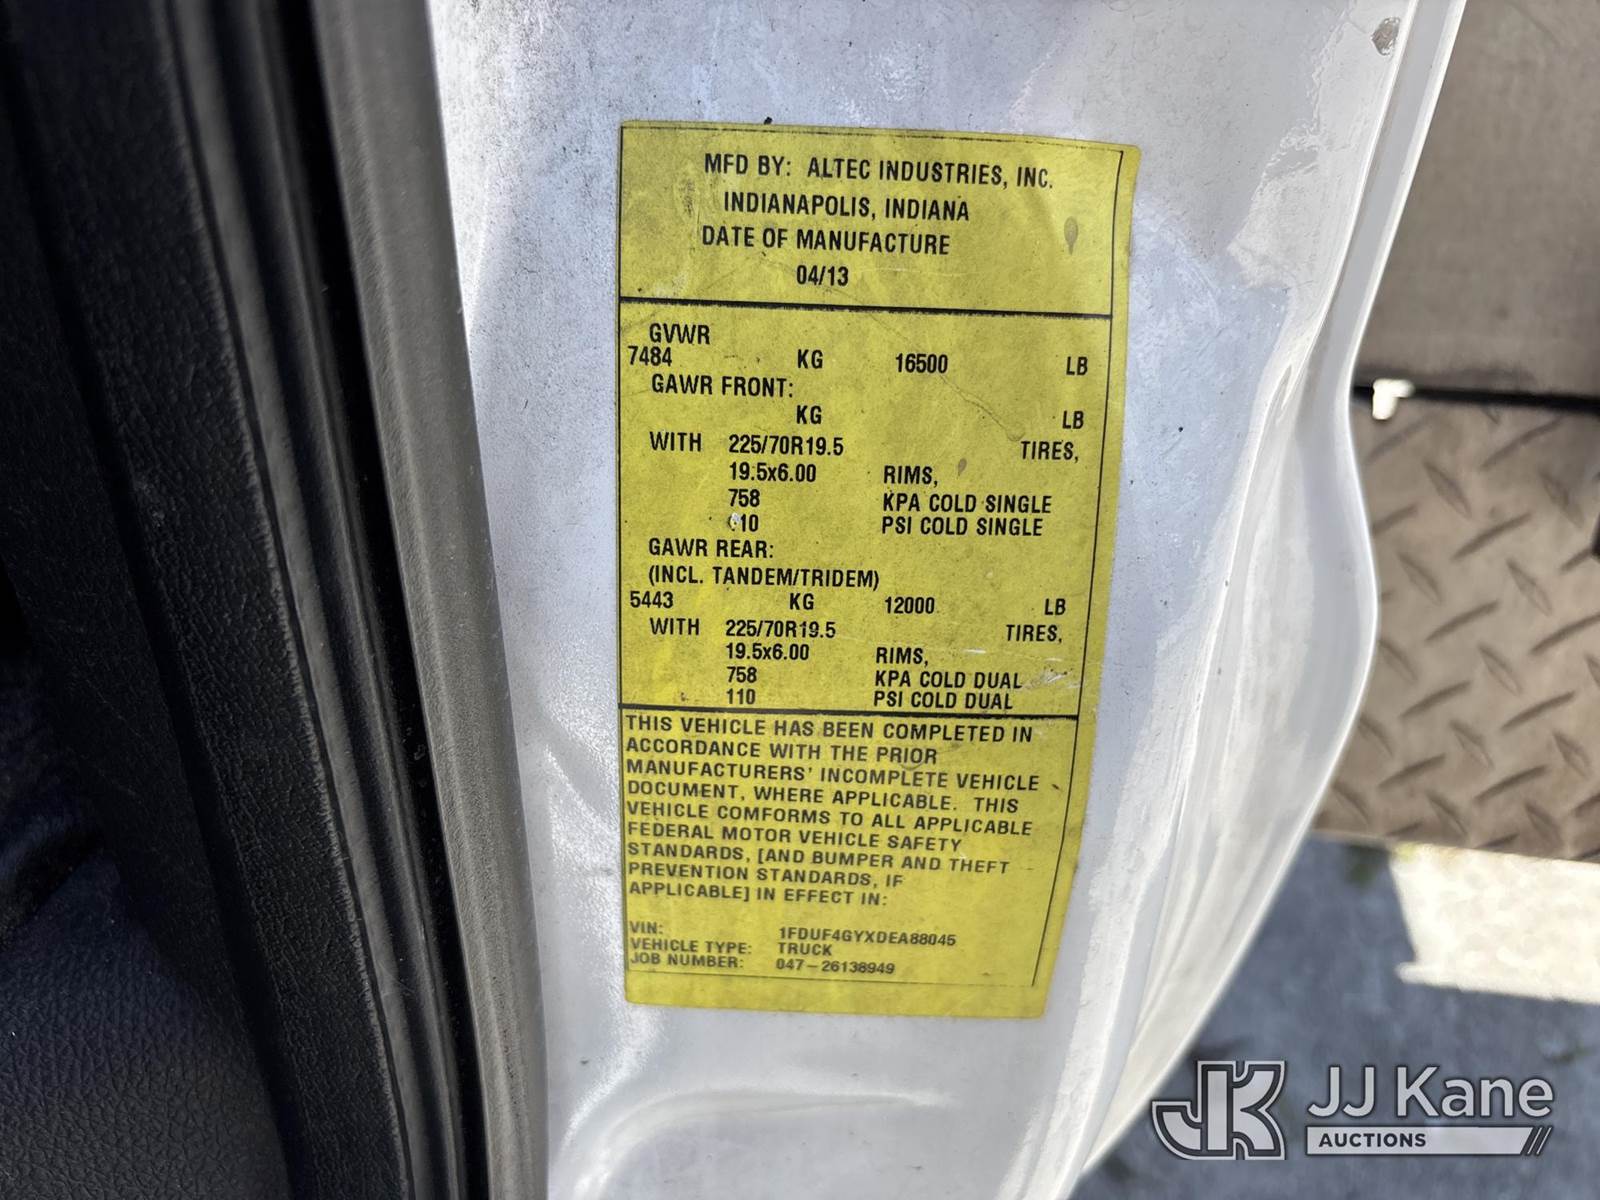 MFD BY: ALTEC INDUSTRIES, INC.
INDIANAPOLIS, INDIANA
DATE OF MANUFACTURE
04/13
GVWR
7484 KG 16500 LB
GAWR FRONT:
KG LB
WITH 225/70R19.5 TIRES,
19.5x6.00 RIMS,
758 KPA COLD SINGLE
110 PSI COLD SINGLE
GAWR REAR:
(INCL. TANDEM/TRIDEM)
5443 KG 12000 LB
WITH 225/70R19.5 TIRES,
19.5x6.00 RIMS,
758 KPA COLD DUAL
110 PSI COLD DUAL
THIS VEHICLE HAS BEEN COMPLETED IN
ACCORDANCE WITH THE PRIOR
MANUFACTURERS' INCOMPLETE VEHICLE
DOCUMENT, WHERE APPLICABLE. THIS
VEHICLE COMFORMS TO ALL APPLICABLE
FEDERAL MOTOR VEHICLE SAFETY
STANDARDS, [AND BUMPER AND THEFT
PREVENTION STANDARDS, IF
APPLICABLE] IN EFFECT IN:
VIN: 1FDUF4GYXDEA88045
VEHICLE TYPE: TRUCK
JOB NUMBER: 047-26138949
JK JJ Kane
AUCTIONS